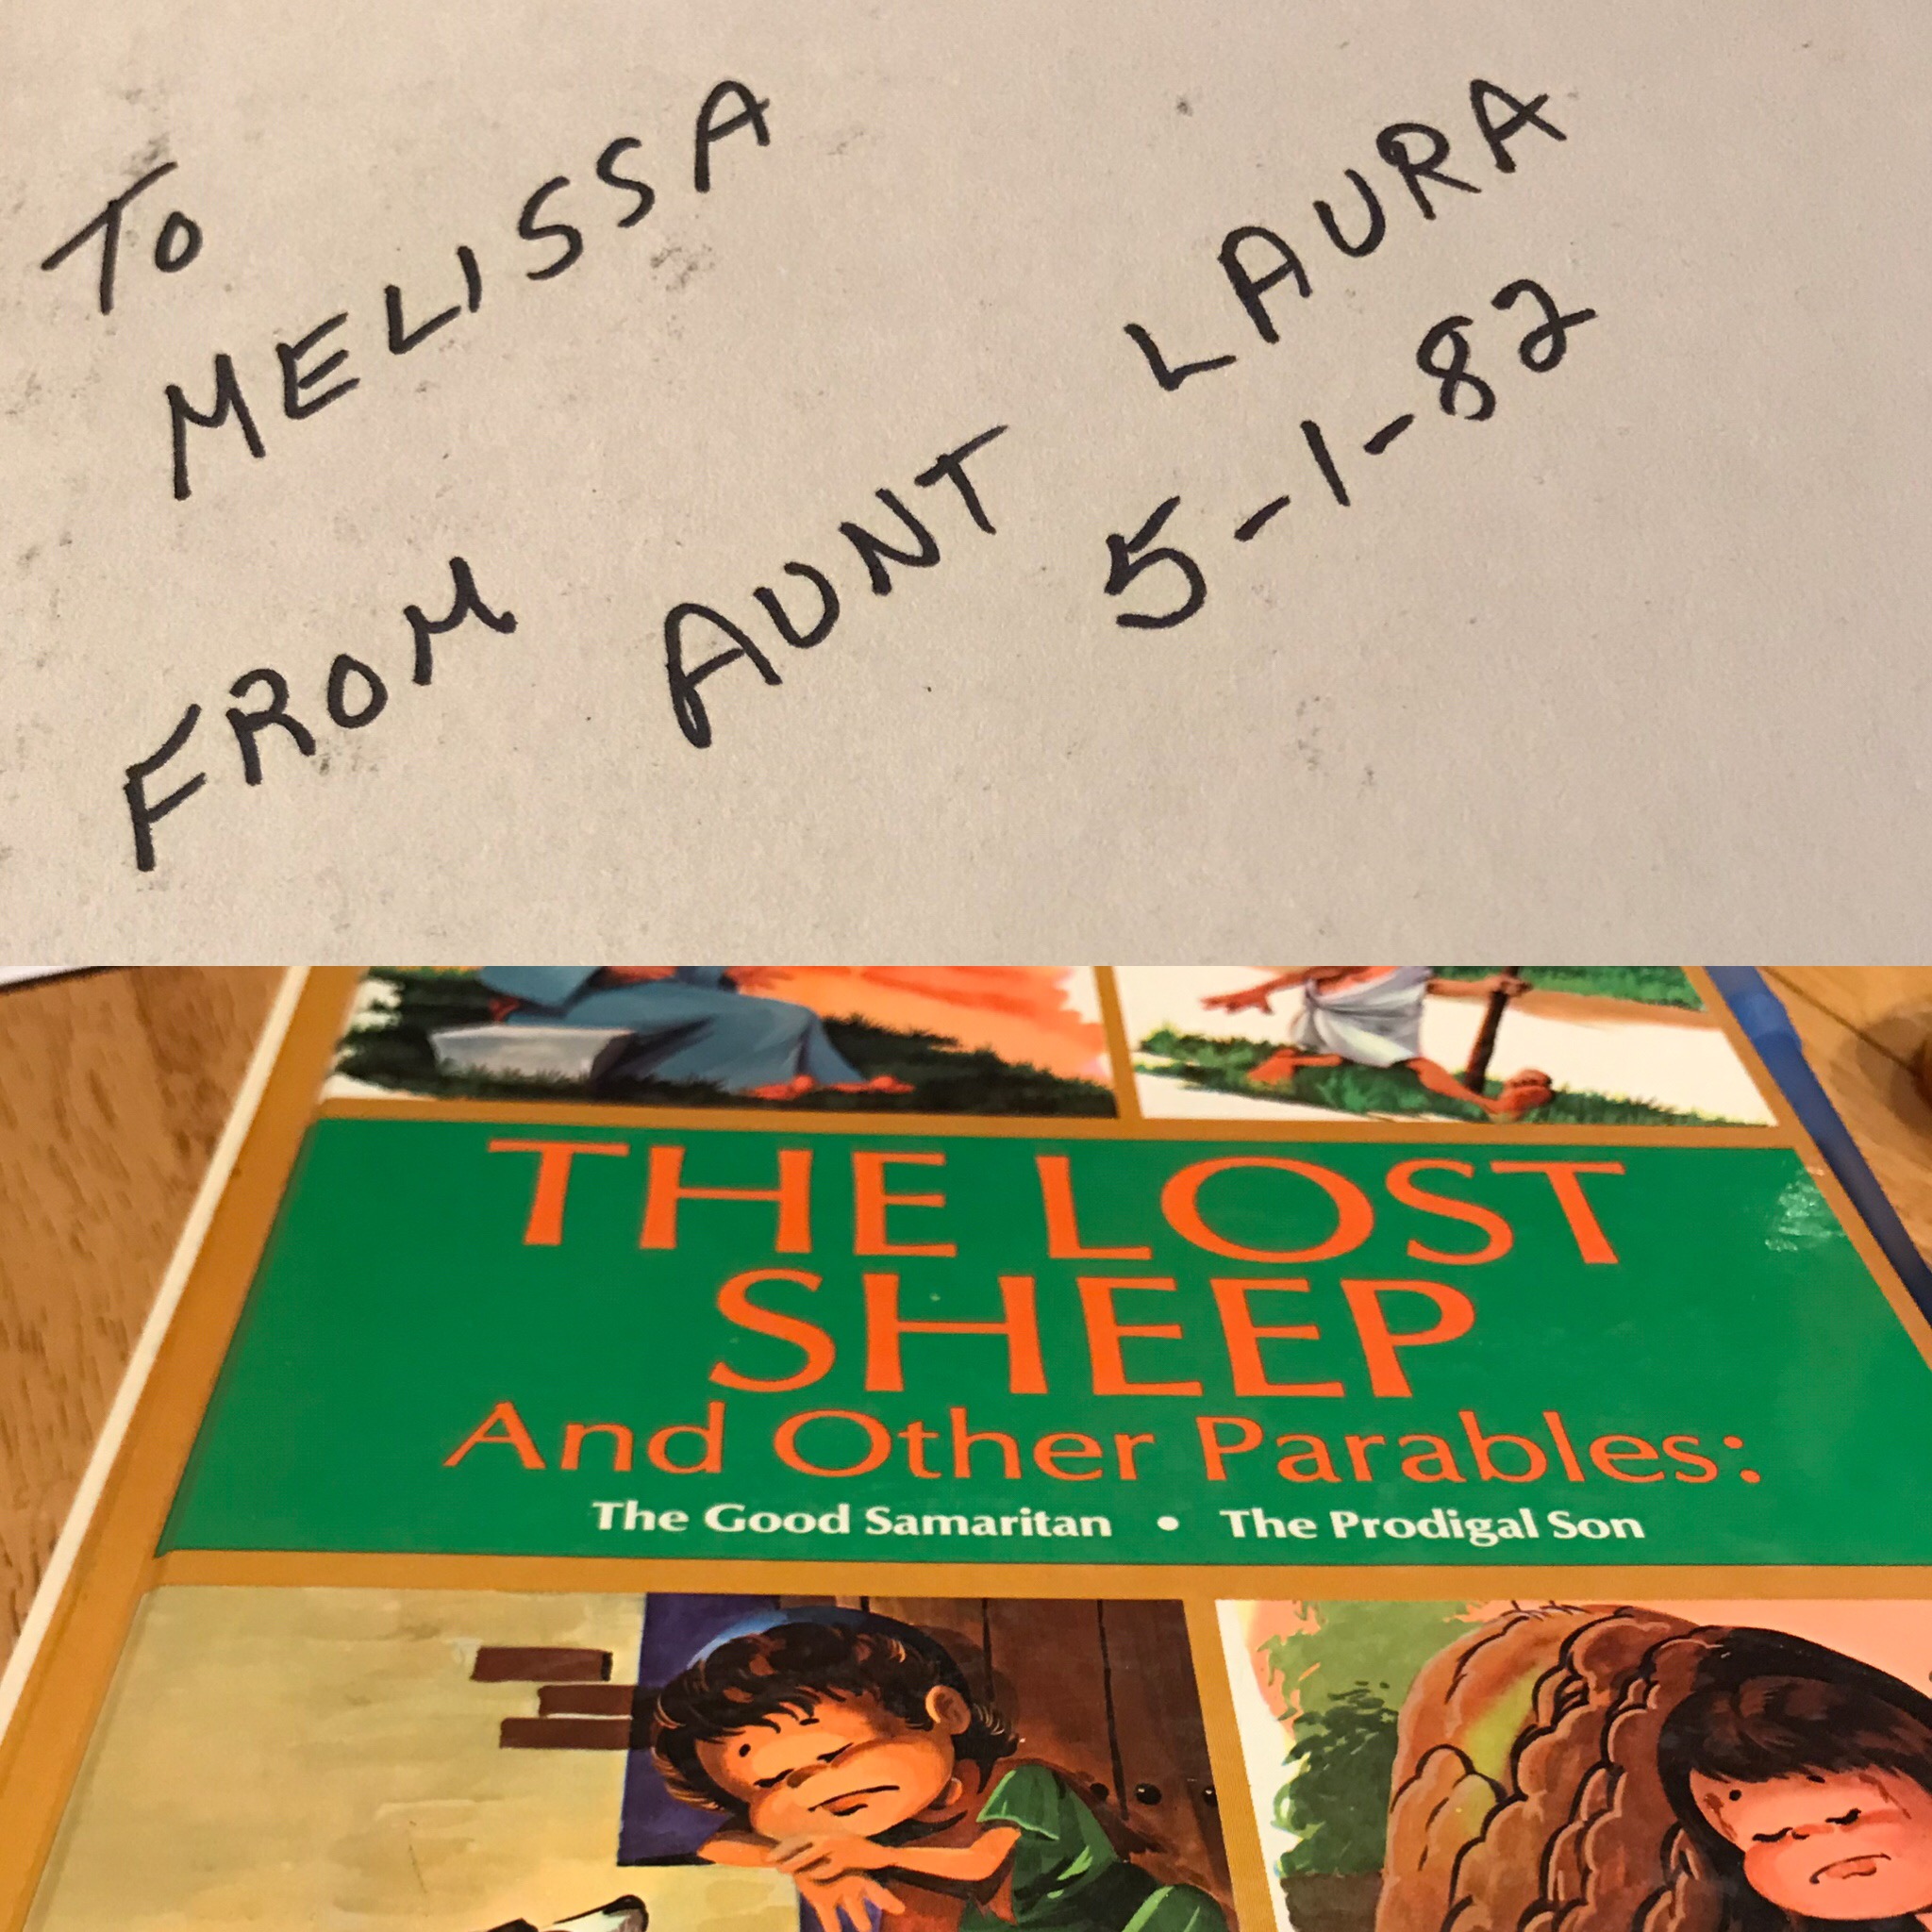 To
MELISSA
FROM AUNT LAURA
5-1-82
THE LOST
SHEEP
And Other Parables:
The Good Samaritan • The Prodigal Son